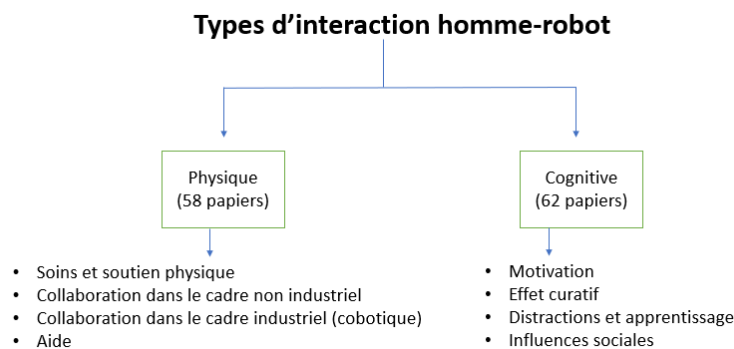 Types d’interaction homme-robot
Physique
(58 papiers)
Cognitive
(62 papiers)
• Soins et soutien physique
• Collaboration dans le cadre non industriel
• Collaboration dans le cadre industriel (cobotique)
• Aide
• Motivation
• Effet curatif
• Distractions et apprentissage
• Influences sociales